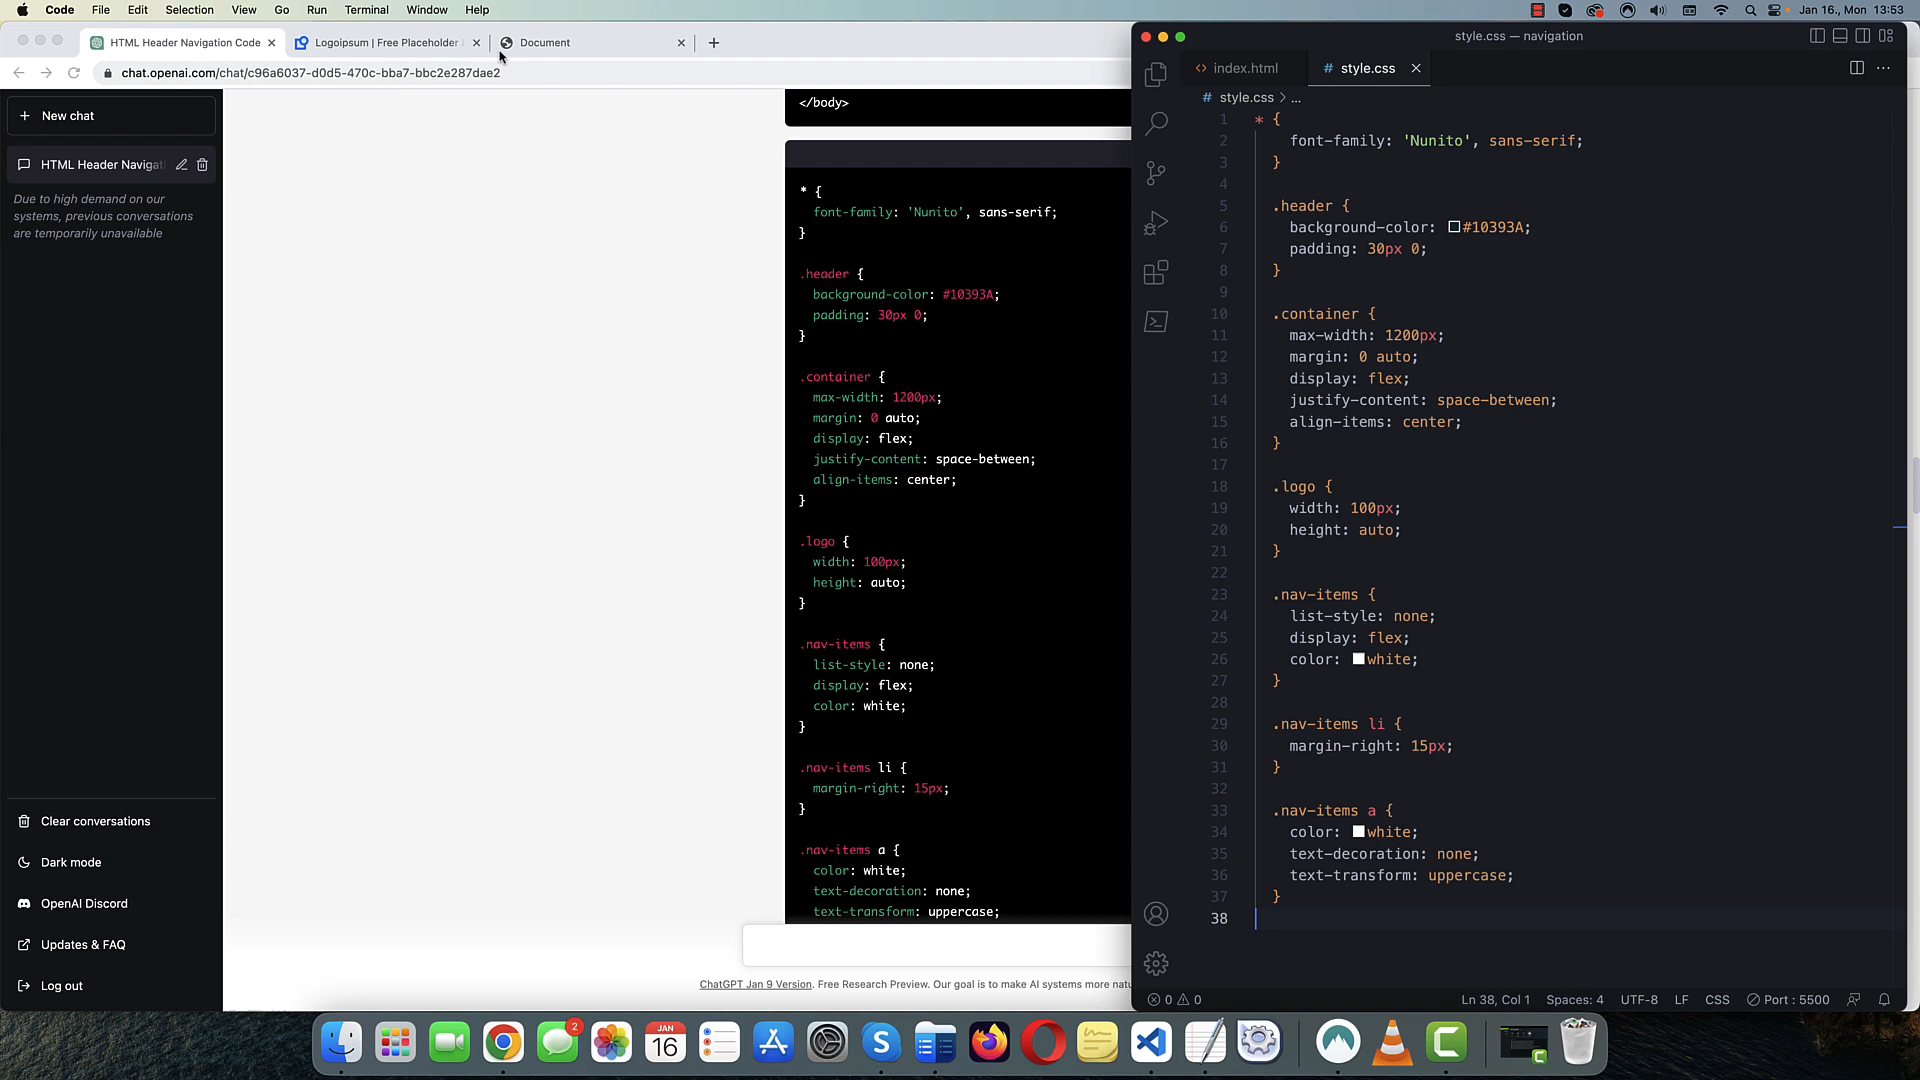 Code File Edit Selection View Go Run Terminal Window Help
Jan 16., Mon 13:53
HTML Header Navigation Code
Logoipsum | Free Placeholder
Document
chat.openai.com/chat/c96a6037-d0d5-470c-bba7-bbc2e287dae2
New chat
HTML Header Navigat
Due to high demand on our
systems, previous conversations
are temporarily unavailable
Clear conversations
Dark mode
OpenAI Discord
Updates & FAQ
Log out
</body>
* {
font-family: 'Nunito', sans-serif;
}
.header {
background-color: #10393A;
padding: 30px 0;
}
.container {
max-width: 1200px;
margin: 0 auto;
display: flex;
justify-content: space-between;
align-items: center;
}
.logo {
width: 100px;
height: auto;
}
.nav-items {
list-style: none;
display: flex;
color: white;
}
.nav-items li {
margin-right: 15px;
}
.nav-items a {
color: white;
text-decoration: none;
text-transform: uppercase;
ChatGPT Jan 9 Version. Free Research Preview. Our goal is to make AI systems more natu
style.css — navigation
index.html
# style.css
# style.css > ...
1 * {
2 font-family: 'Nunito', sans-serif;
3 }
4
5 .header {
6 background-color: #10393A;
7 padding: 30px 0;
8 }
9
10 .container {
11 max-width: 1200px;
12 margin: 0 auto;
13 display: flex;
14 justify-content: space-between;
15 align-items: center;
16 }
17
18 .logo {
19 width: 100px;
20 height: auto;
21 }
22
23 .nav-items {
24 list-style: none;
25 display: flex;
26 color: white;
27 }
28
29 .nav-items li {
30 margin-right: 15px;
31 }
32
33 .nav-items a {
34 color: white;
35 text-decoration: none;
36 text-transform: uppercase;
37 }
38
0 0
Ln 38, Col 1 Spaces: 4 UTF-8 LF CSS Port : 5500
2
JAN
16